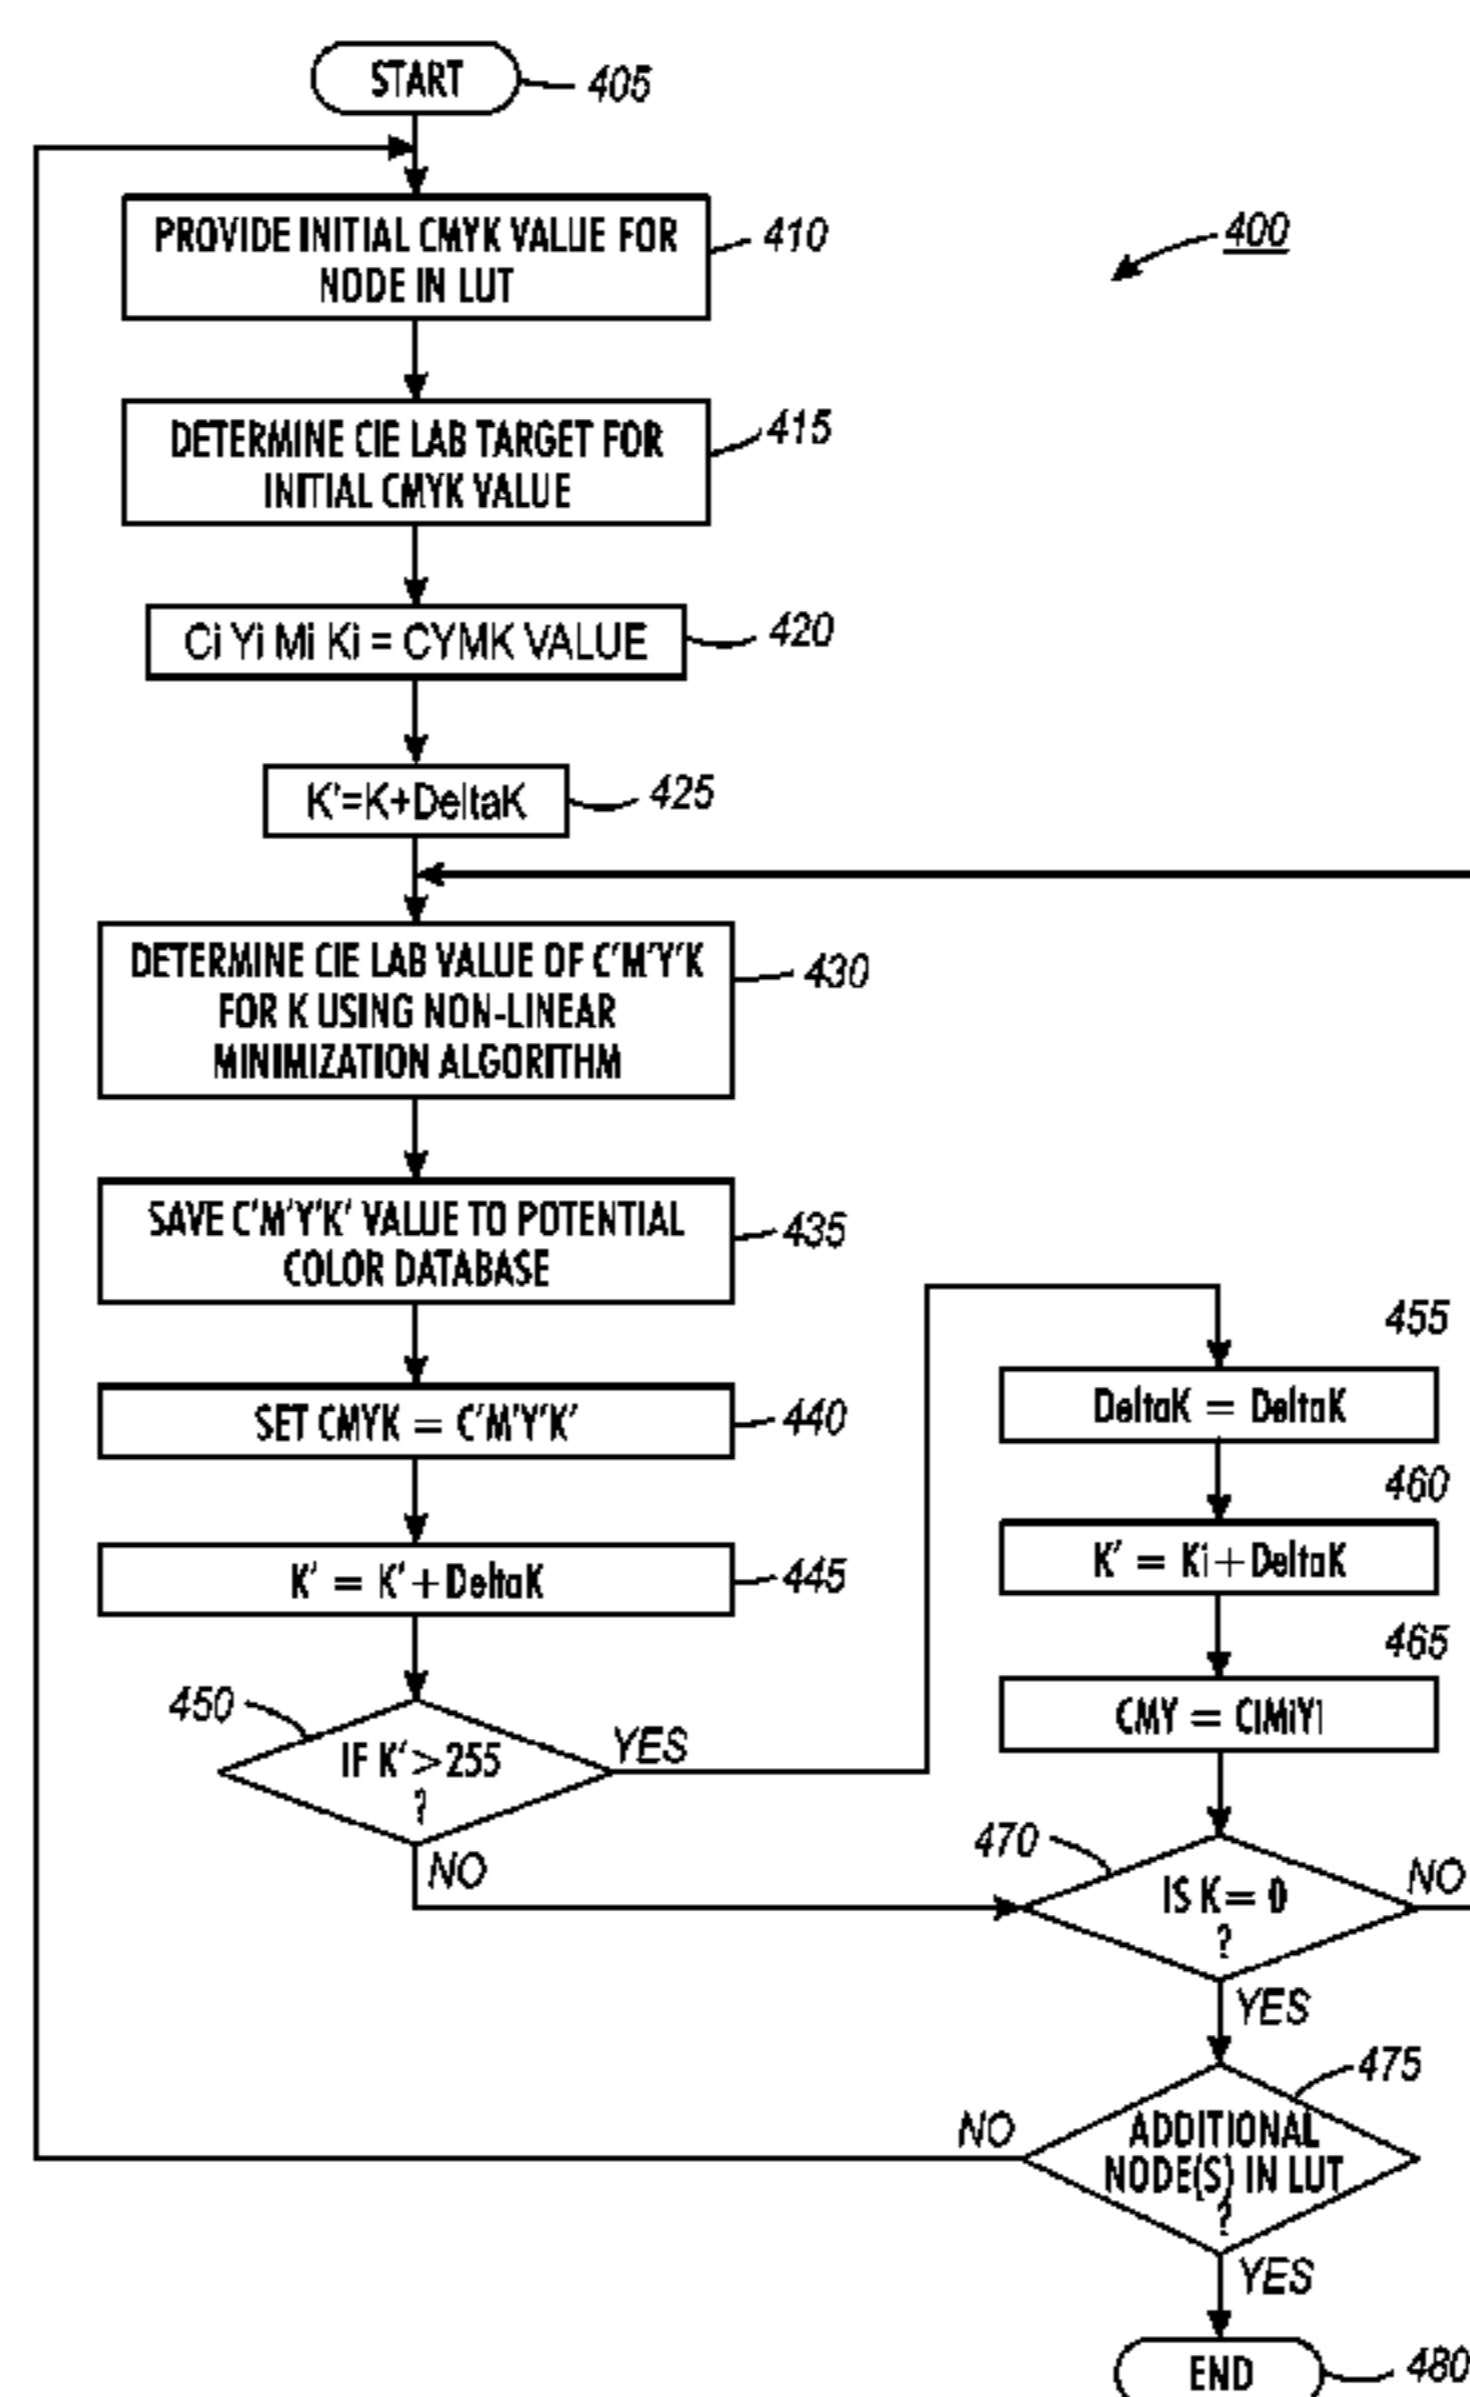 START
405
PROVIDE INITIAL CMYK VALUE FOR
NODE IN LUT
410
400
DETERMINE CIE LAB TARGET FOR
INITIAL CMYK VALUE
415
Ci Yi Mi Ki = CYMK VALUE
420
K'=K+DeltaK
425
DETERMINE CIE LAB VALUE OF C'M'Y'K
FOR K USING NON-LINEAR
MINIMIZATION ALGORITHM
430
SAVE C'M'Y'K' VALUE TO POTENTIAL
COLOR DATABASE
435
SET CMYK = C'M'Y'K'
440
K' = K'+DeltaK
445
450
IF K'>255
?
YES
NO
455
DeltaK = DeltaK
460
K' = Ki+DeltaK
465
CMY = CiMiYi
470
IS K= 0
?
NO
YES
475
ADDITIONAL
NODE(S) IN LUT
?
NO
YES
END
480